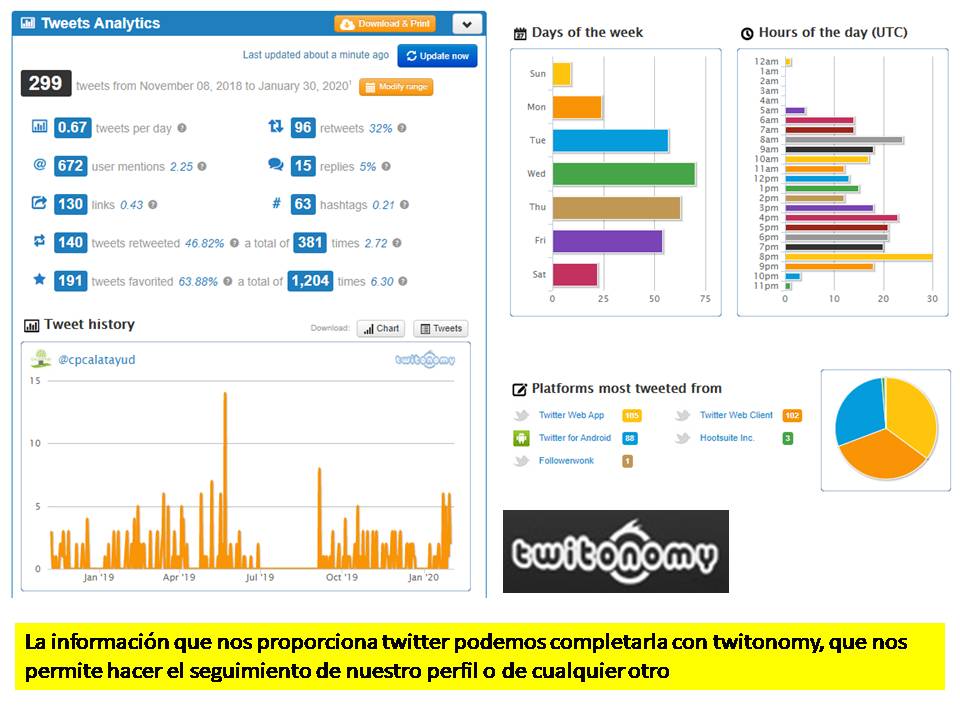 Tweets Analytics
Download & Print
Last updated about a minute ago
Update now
299 tweets from November 08, 2018 to January 30, 2020¹
Modify range
0.67 tweets per day
96 retweets 32%
672 user mentions 2.25
15 replies 5%
130 links 0.43
63 hashtags 0.21
140 tweets retweeted 46.82% a total of 381 times 2.72
191 tweets favorited 63.88% a total of 1,204 times 6.30
Tweet history
Download:
Chart
Tweets
@cpcalatayud
twitonomy
15
10
5
0
Jan '19 Apr '19 Jul '19 Oct '19 Jan '20
Days of the week
Sun
Mon
Tue
Wed
Thu
Fri
Sat
0 25 50 75
Hours of the day (UTC)
12am
1am
2am
3am
4am
5am
6am
7am
8am
9am
10am
11am
12pm
1pm
2pm
3pm
4pm
5pm
6pm
7pm
8pm
9pm
10pm
11pm
0 10 20 30
Platforms most tweeted from
Twitter Web App 105
Twitter Web Client 102
Twitter for Android 88
Hootsuite Inc. 3
Followerwonk 1
twitonomy
La información que nos proporciona twitter podemos completarla con twitonomy, que nos
permite hacer el seguimiento de nuestro perfil o de cualquier otro